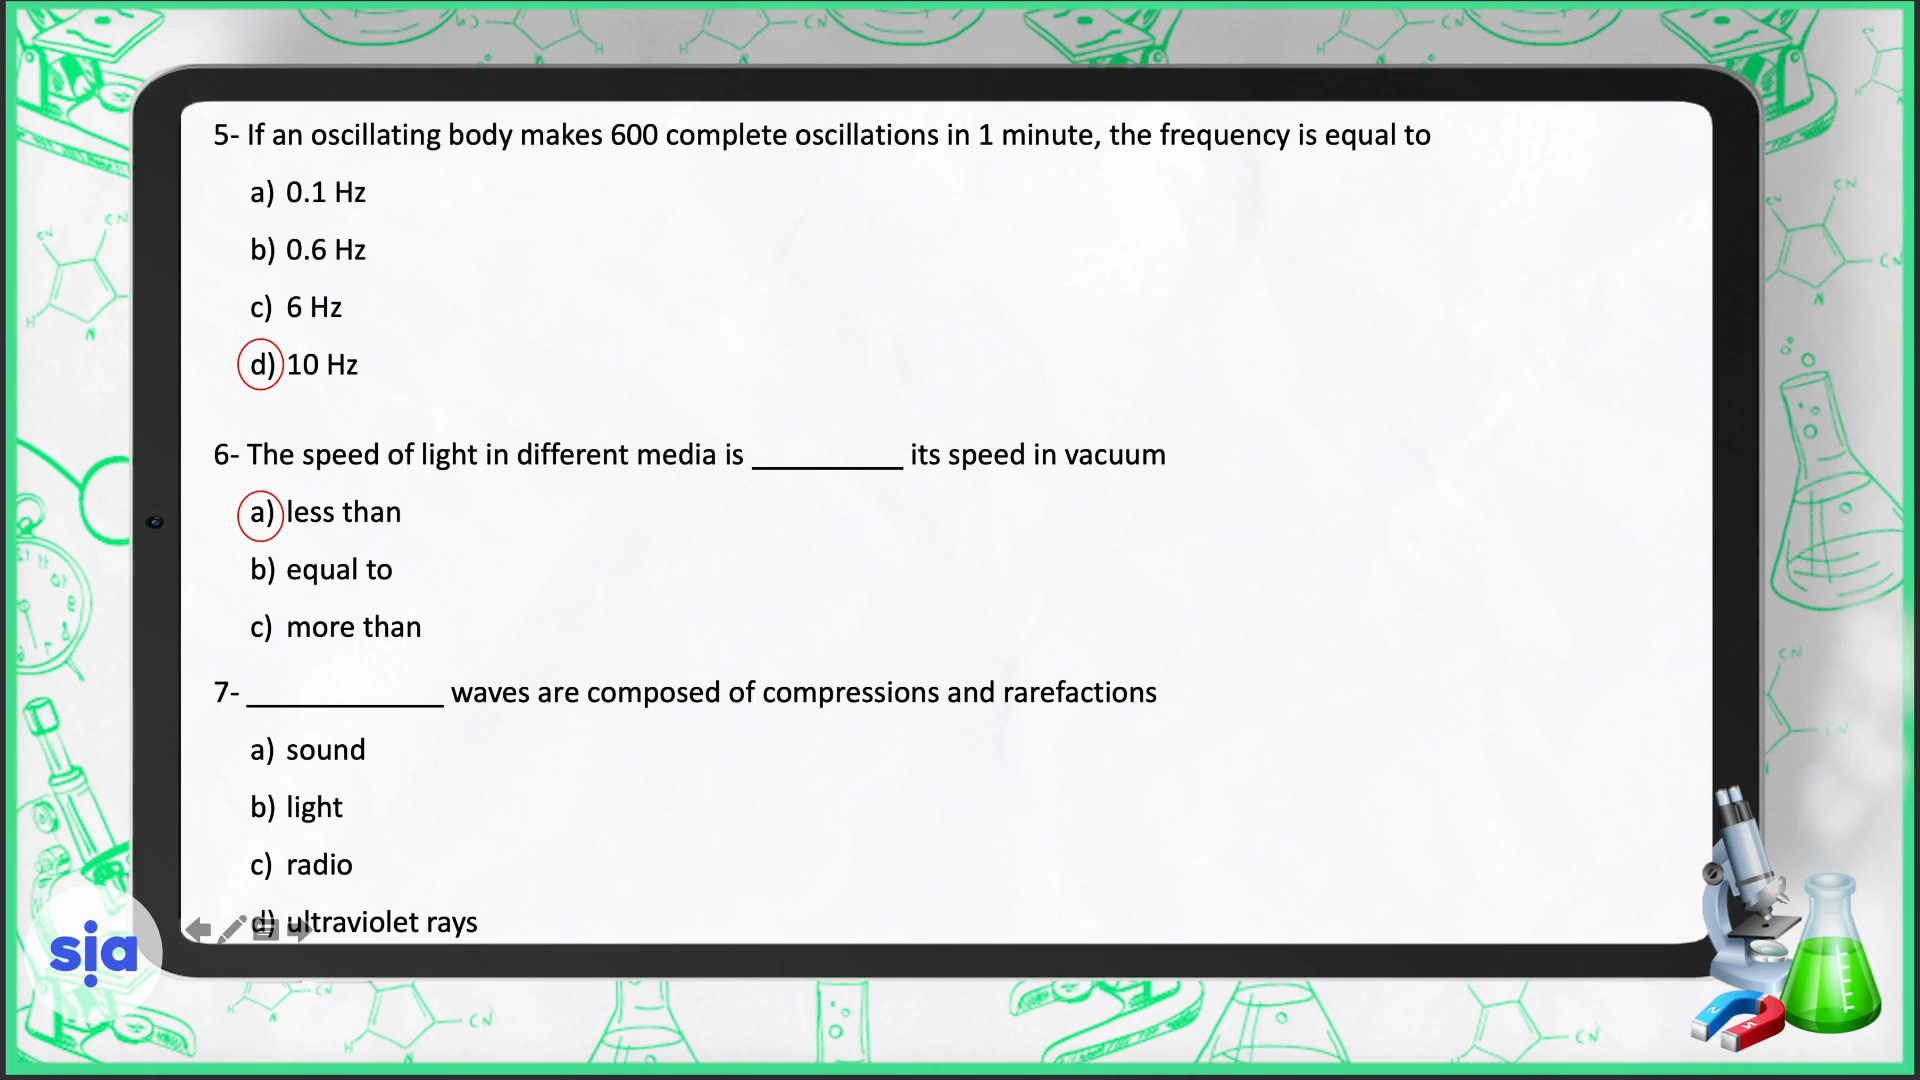 5- If an oscillating body makes 600 complete oscillations in 1 minute, the frequency is equal to
a) 0.1 Hz
b) 0.6 Hz
c) 6 Hz
d) 10 Hz
6- The speed of light in different media is __________ its speed in vacuum
a) less than
b) equal to
c) more than
7- _____________ waves are composed of compressions and rarefactions
a) sound
b) light
c) radio
d) ultraviolet rays
sia